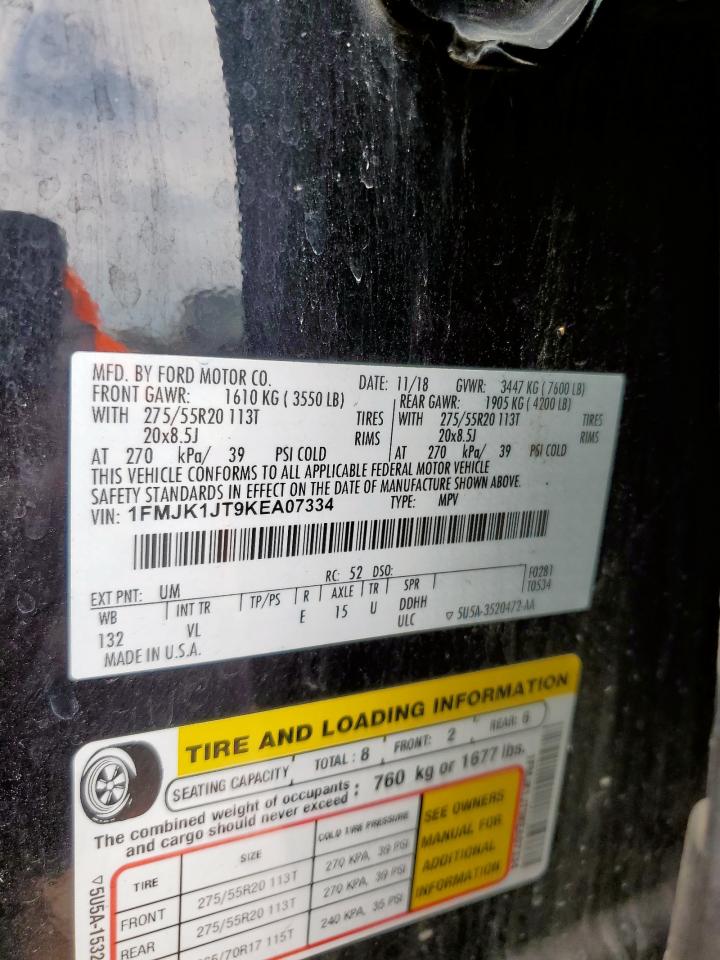 MFD. BY FORD MOTOR CO. DATE: 11/18 GVWR: 3447 KG ( 7600 LB)
FRONT GAWR: 1610 KG ( 3550 LB) REAR GAWR: 1905 KG ( 4200 LB)
WITH 275/55R20 113T TIRES WITH 275/55R20 113T TIRES
20x8.5J RIMS 20x8.5J RIMS
AT 270 kPa/ 39 PSI COLD AT 270 kPa/ 39 PSI COLD
THIS VEHICLE CONFORMS TO ALL APPLICABLE FEDERAL MOTOR VEHICLE
SAFETY STANDARDS IN EFFECT ON THE DATE OF MANUFACTURE SHOWN ABOVE.
VIN: 1FMJK1JT9KEA07334 TYPE: MPV
EXT PNT: UM RC: 52 DSO: F0281
WB INT TR TP/PS R AXLE TR SPR T0534
132 VL E 15 U DDHH
MADE IN U.S.A. ULC ▽ 5U5A-3520472-AA
TIRE AND LOADING INFORMATION
SEATING CAPACITY TOTAL : 8 FRONT: 2 REAR: 6
The combined weight of occupants and cargo should never exceed : 760 kg or 1677 lbs.
TIRE SIZE COLD TIRE PRESSURE
FRONT 275/55R20 113T 270 KPA, 39 PSI
REAR 275/55R20 113T 270 KPA, 39 PSI
/70R17 115T 240 KPA, 35 PSI
SEE OWNERS
MANUAL FOR
ADDITIONAL
INFORMATION
▽5U5A-1532